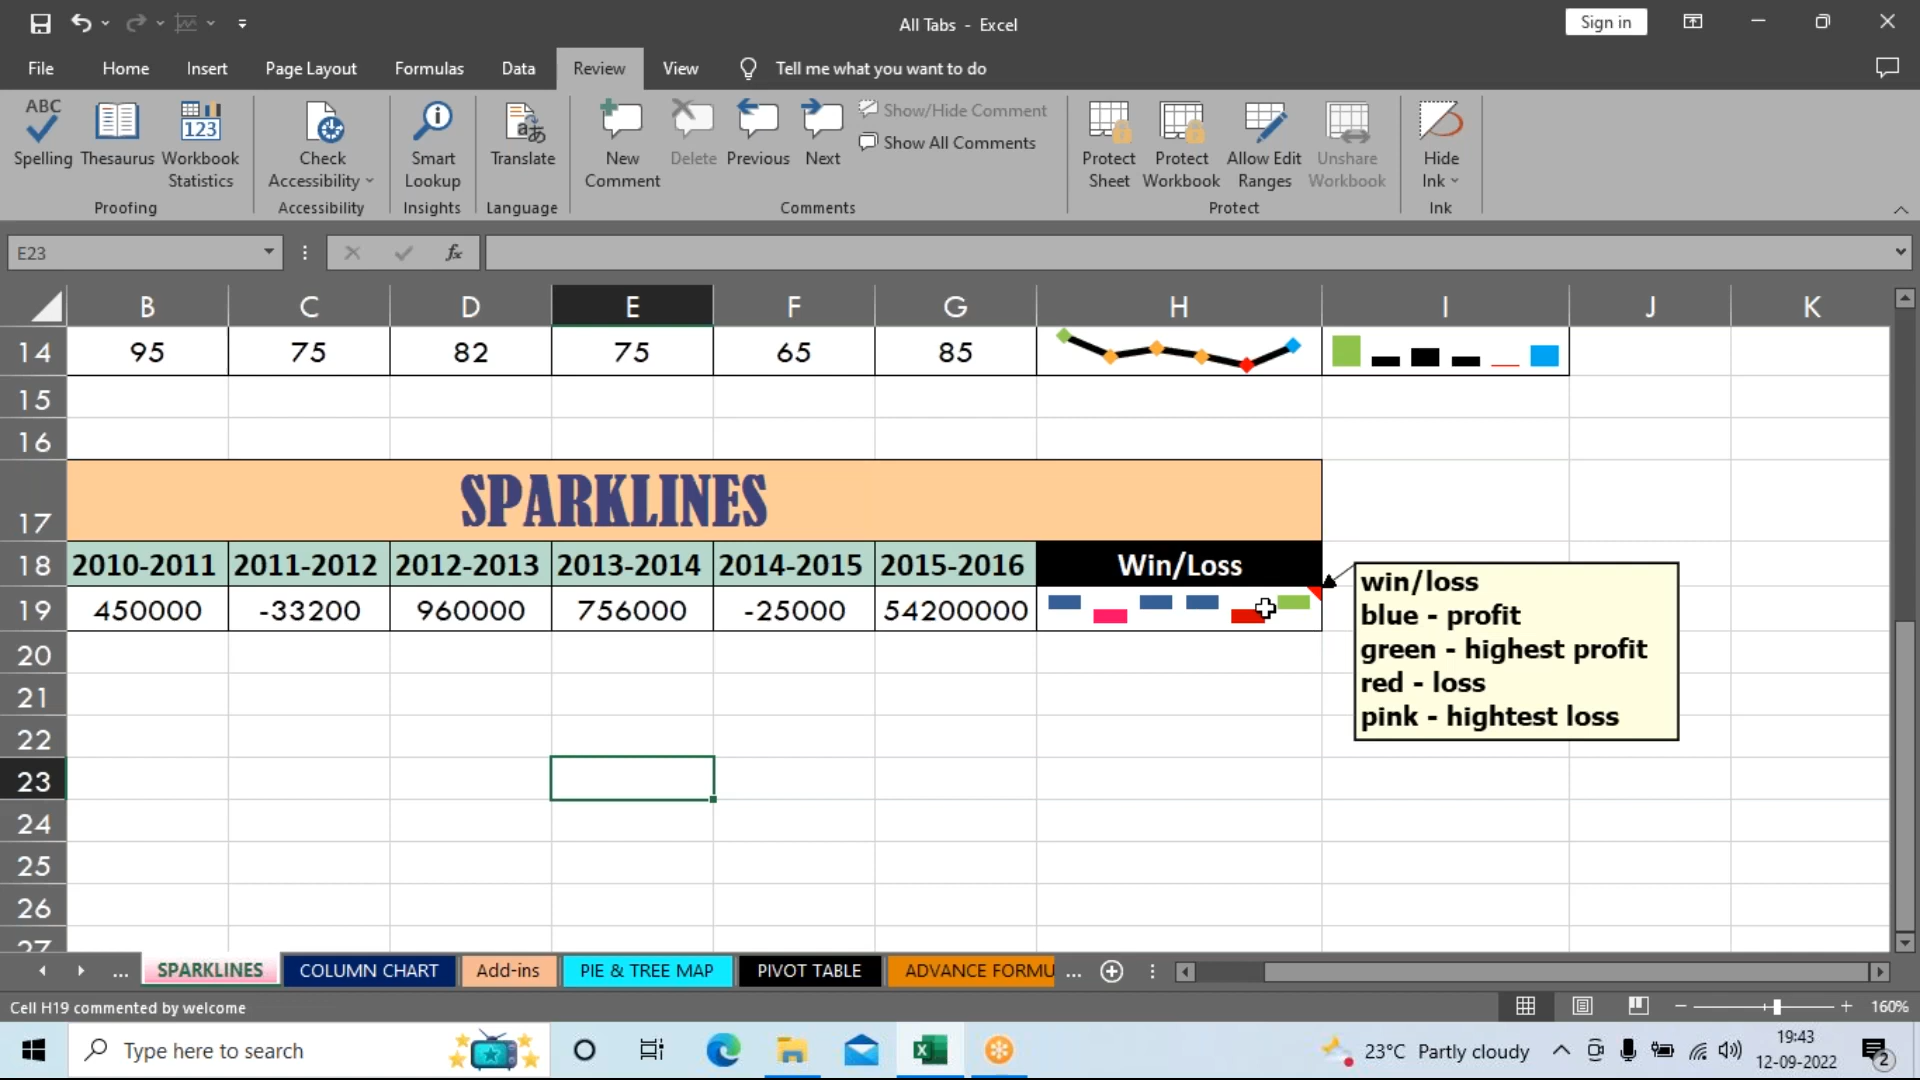 All Tabs - Excel
Sign in
File Home Insert Page Layout Formulas Data Review View Tell me what you want to do
ABC
123
Spelling Thesaurus Workbook Statistics
Check Accessibility
Smart Lookup
Translate
New Comment Delete Previous Next
Show/Hide Comment
Show All Comments
Protect Sheet Protect Workbook Allow Edit Ranges Unshare Workbook
Hide Ink
Proofing Accessibility Insights Language Comments Protect Ink
E23 fx
B C D E F G H I J K
14 95 75 82 75 65 85
15
16
17 SPARKLINES
18 2010-2011 2011-2012 2012-2013 2013-2014 2014-2015 2015-2016 Win/Loss
19 450000 -33200 960000 756000 -25000 54200000
win/loss
blue - profit
green - highest profit
red - loss
pink - hightest loss
20
21
22
23
24
25
26
27
... SPARKLINES COLUMN CHART Add-ins PIE & TREE MAP PIVOT TABLE ADVANCE FORMU ...
Cell H19 commented by welcome
160%
Type here to search
23°C Partly cloudy
19:43
12-09-2022
2